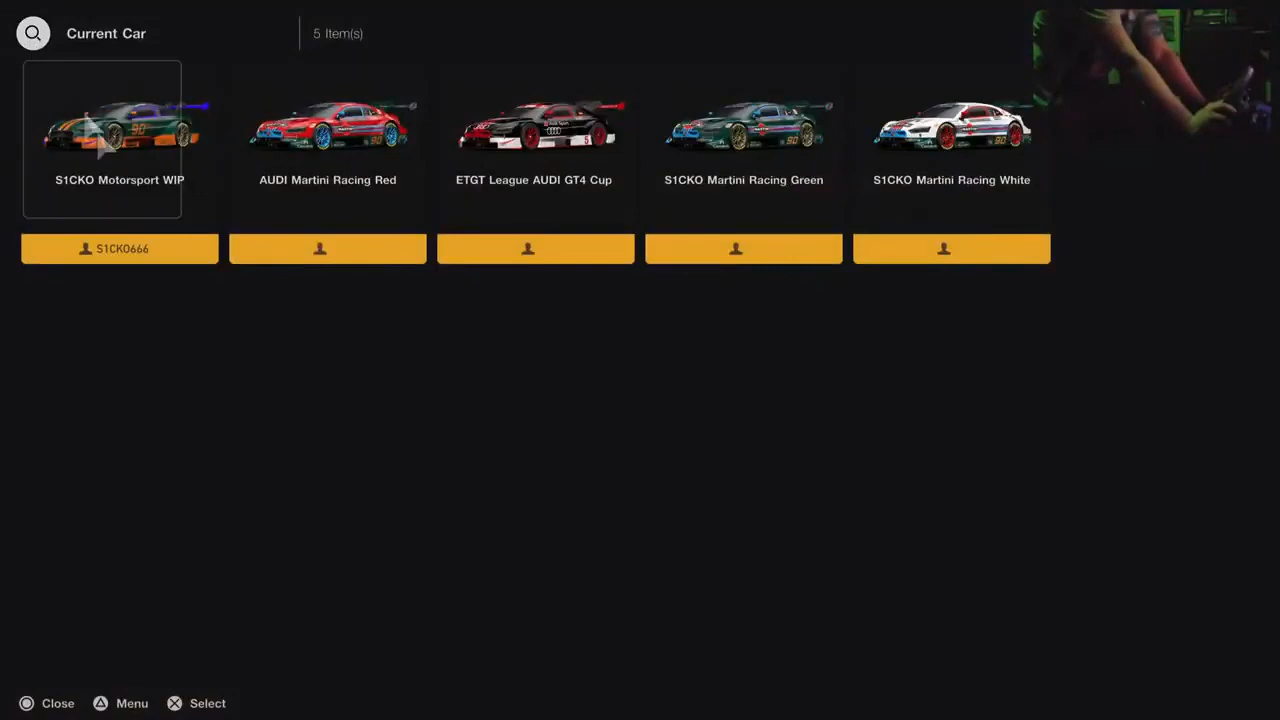 Current Car
5 Item(s)
S1CKO Motorsport WIP
AUDI Martini Racing Red
ETGT League AUDI GT4 Cup
S1CKO Martini Racing Green
S1CKO Martini Racing White
S1CKO666
Close
Menu
Select